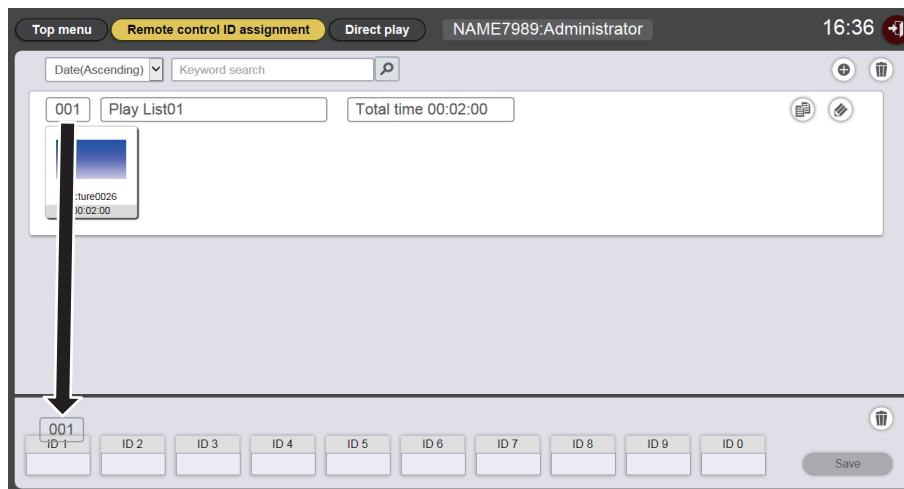 Top menu Remote control ID assignment Direct play NAME7989:Administrator 16:36
Date(Ascending) Keyword search
001 Play List01 Total time 00:02:00
:ture0026
00:02:00
001
ID 1 ID 2 ID 3 ID 4 ID 5 ID 6 ID 7 ID 8 ID 9 ID 0
Save